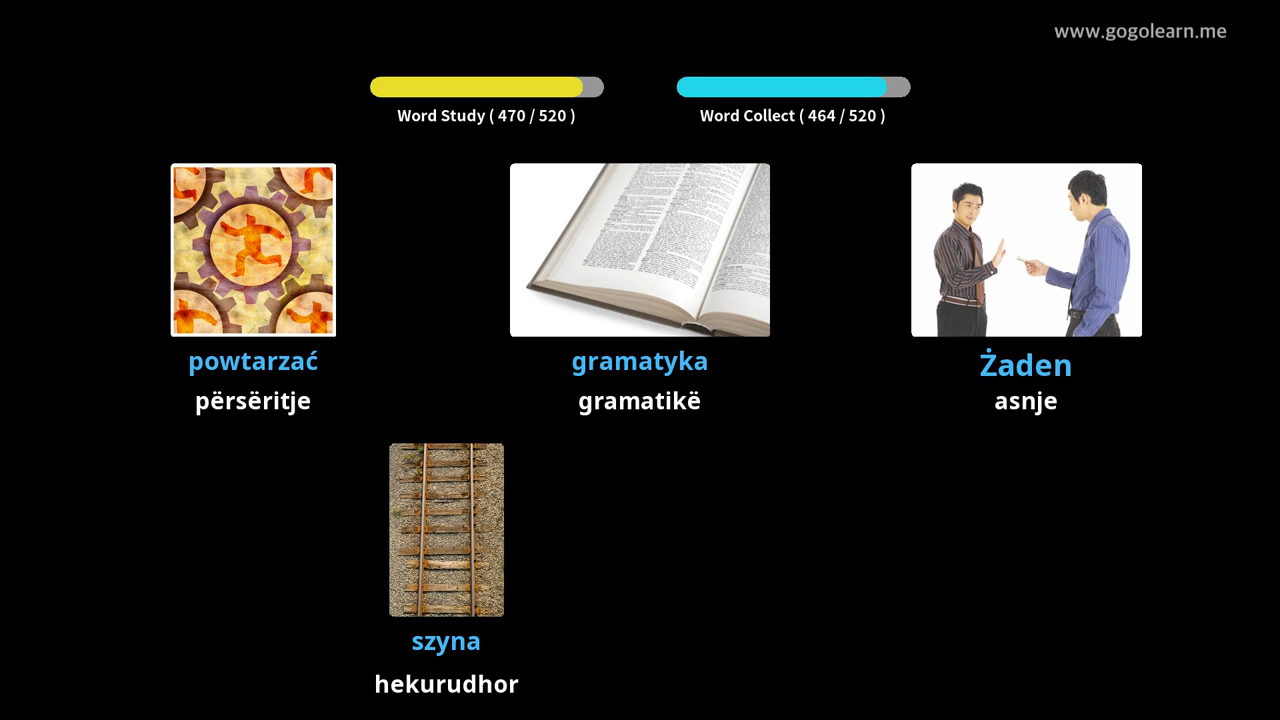 www.gogolearn.me
Word Study ( 470 / 520 )
Word Collect ( 464 / 520 )
powtarzać
gramatyka
Żaden
përsëritje
gramatikë
asnje
szyna
hekurudhor